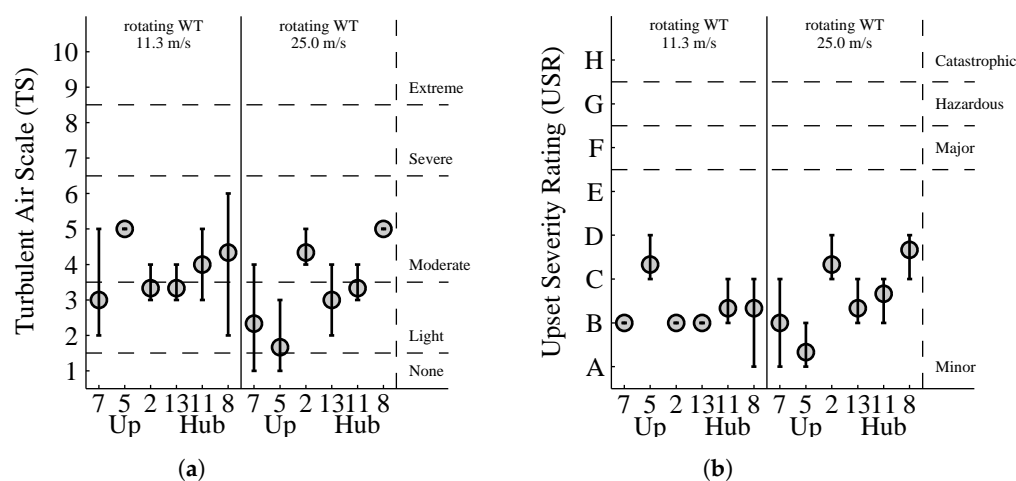 rotating WT
11.3 m/s
rotating WT
25.0 m/s
Turbulent Air Scale (TS)
10
9
8
7
6
5
4
3
2
1
Extreme
Severe
Moderate
Light
None
7 5 2 13 11 8 7 5 2 13 11 8
Up Hub Up Hub
(a)
rotating WT
11.3 m/s
rotating WT
25.0 m/s
Upset Severity Rating (USR)
H
G
F
E
D
C
B
A
Catastrophic
Hazardous
Major
Minor
7 5 2 13 11 8 7 5 2 13 11 8
Up Hub Up Hub
(b)